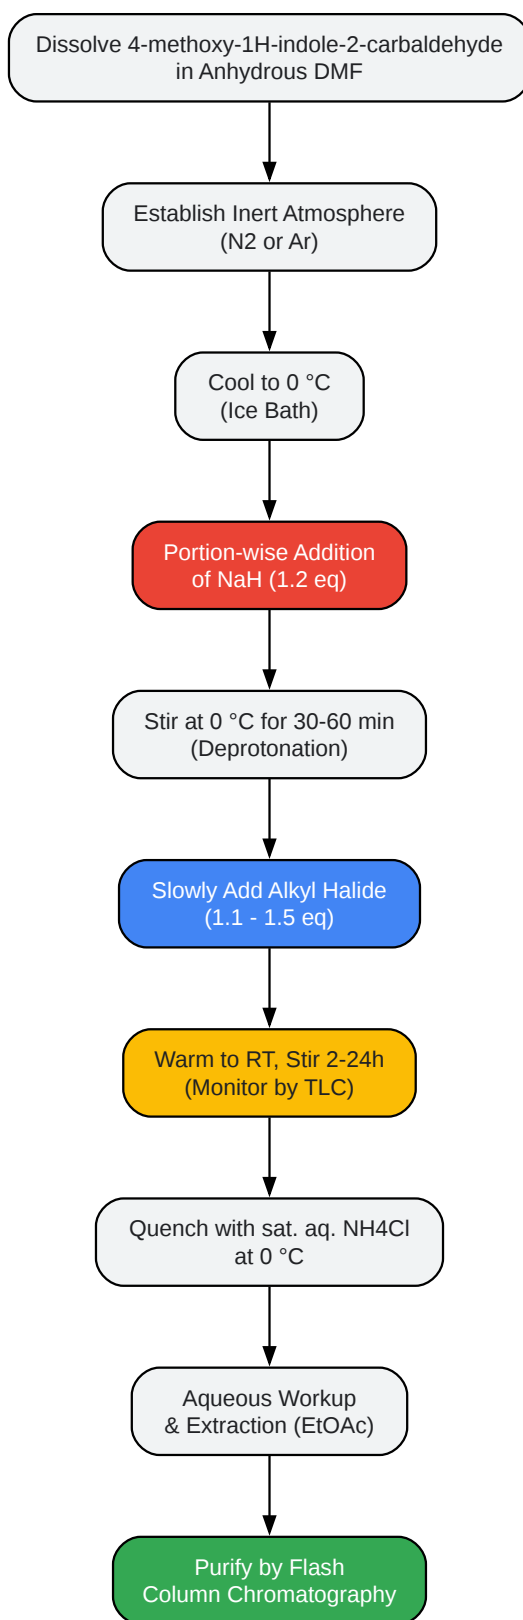 Dissolve 4-methoxy-1H-indole-2-carbaldehyde
in Anhydrous DMF
Establish Inert Atmosphere
(N2 or Ar)
Cool to 0 °C
(Ice Bath)
Portion-wise Addition
of NaH (1.2 eq)
Stir at 0 °C for 30-60 min
(Deprotonation)
Slowly Add Alkyl Halide
(1.1 - 1.5 eq)
Warm to RT, Stir 2-24h
(Monitor by TLC)
Quench with sat. aq. NH4Cl
at 0 °C
Aqueous Workup
& Extraction (EtOAc)
Purify by Flash
Column Chromatography